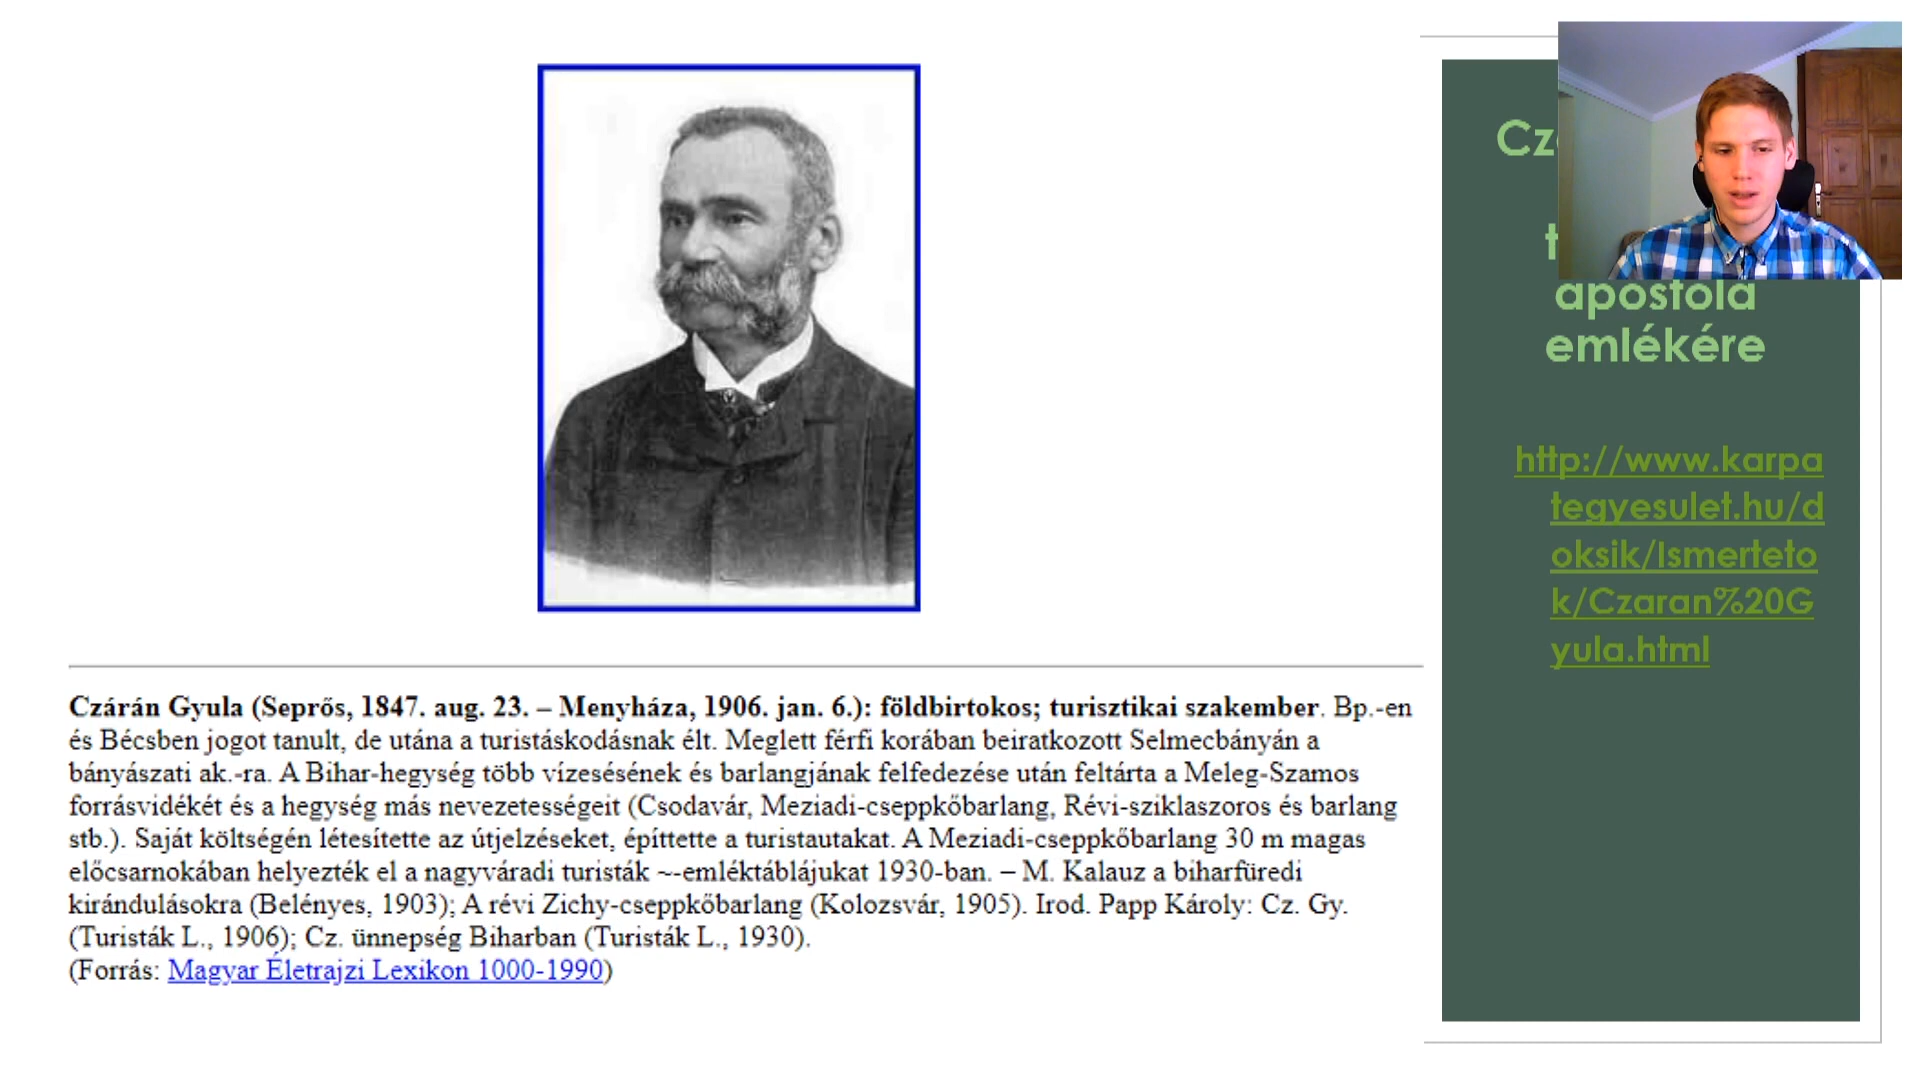 Czárán Gyula (Seprős, 1847. aug. 23. – Menyháza, 1906. jan. 6.): földbirtokos; turisztikai szakember. Bp.-en
és Bécsben jogot tanult, de utána a turistáskodásnak élt. Meglett férfi korában beiratkozott Selmecbányán a
bányászati ak.-ra. A Bihar-hegység több vízesésének és barlangjának felfedezése után feltárta a Meleg-Szamos
forrásvidékét és a hegység más nevezetességeit (Csodavár, Meziadi-cseppkőbarlang, Révi-sziklaszoros és barlang
stb.). Saját költségén létesítette az útjelzéseket, építtette a turistautakat. A Meziadi-cseppkőbarlang 30 m magas
előcsarnokában helyezték el a nagyváradi turisták ~-emléktáblájukat 1930-ban. – M. Kalauz a biharfüredi
kirándulásokra (Belényes, 1903); A révi Zichy-cseppkőbarlang (Kolozsvár, 1905). Irod. Papp Károly: Cz. Gy.
(Turisták L., 1906); Cz. ünnepség Biharban (Turisták L., 1930).
(Forrás: Magyar Életrajzi Lexikon 1000-1990)
apostola
emlékére
http://www.karpa
tegyesulet.hu/d
oksik/Ismerteto
k/Czaran%20G
yula.html